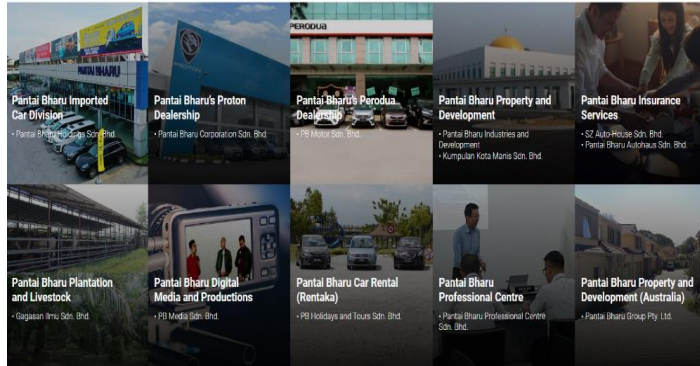 PANTAI BHARU
Pantai Bharu Imported
Car Division
• Pantai Bharu Holdings Sdn. Bhd.
PROTON
Pantai Bharu's Proton
Dealership
• Pantai Bharu Corporation Sdn. Bhd.
PERODUA
Pantai Bharu's Perodua
Dealership
• PB Motor Sdn. Bhd.
Pantai Bharu Property and
Development
• Pantai Bharu Industries and
Development
• Kumpulan Kota Manis Sdn. Bhd.
Pantai Bharu Insurance
Services
• SZ Auto-House Sdn. Bhd.
• Pantai Bharu Autohaus Sdn. Bhd.
Pantai Bharu Plantation
and Livestock
• Gagasan Ilmu Sdn. Bhd.
Pantai Bharu Digital
Media and Productions
• PB Media Sdn. Bhd.
Pantai Bharu Car Rental
(Rentaka)
• PB Holidays and Tours Sdn. Bhd.
Pantai Bharu
Professional Centre
• Pantai Bharu Professional Centre
Sdn. Bhd.
Pantai Bharu Property and
Development (Australia)
• Pantai Bharu Group Pty. Ltd.